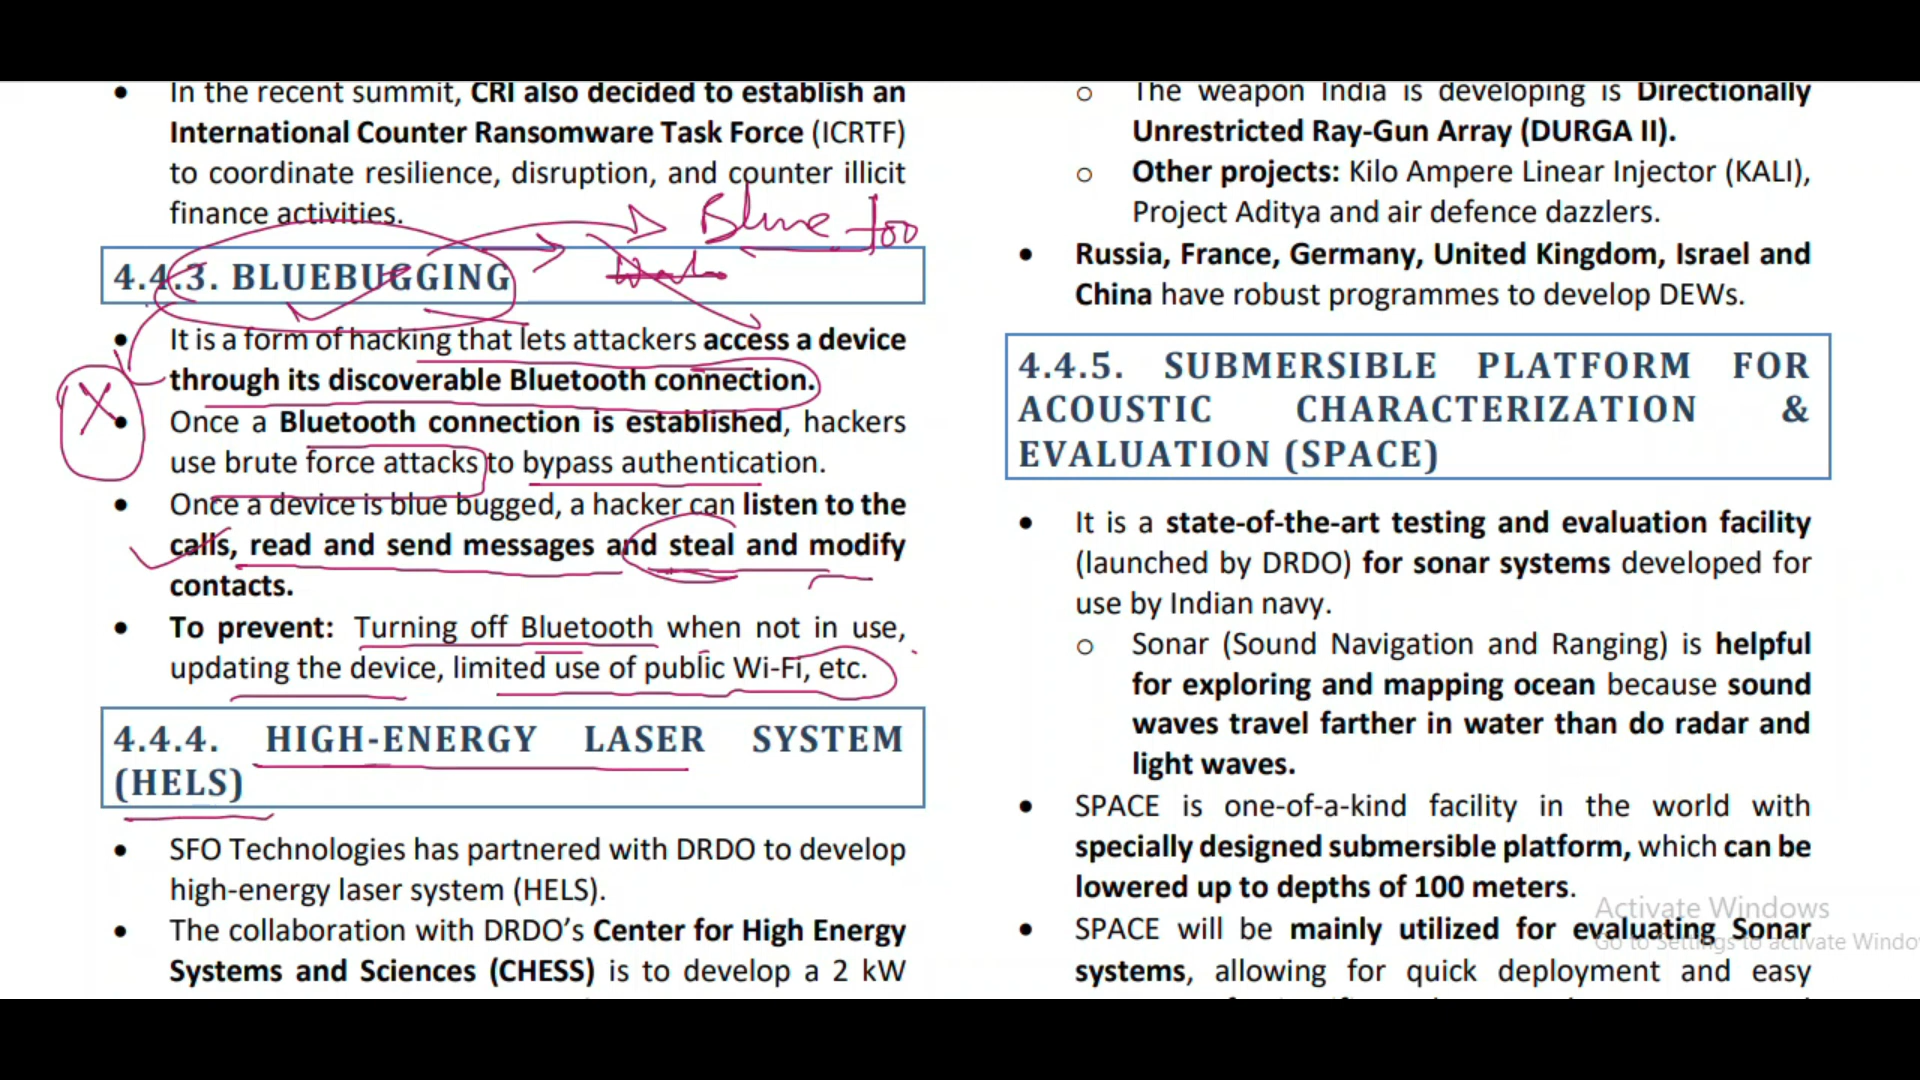 • In the recent summit, CRI also decided to establish an
International Counter Ransomware Task Force (ICRTF)
to coordinate resilience, disruption, and counter illicit
finance activities.
Blue too
4.4.3. BLUEBUGGING
• It is a form of hacking that lets attackers access a device
through its discoverable Bluetooth connection.
X
• Once a Bluetooth connection is established, hackers
use brute force attacks to bypass authentication.
• Once a device is blue bugged, a hacker can listen to the
calls, read and send messages and steal and modify
contacts.
• To prevent: Turning off Bluetooth when not in use,
updating the device, limited use of public Wi-Fi, etc.
4.4.4. HIGH-ENERGY LASER SYSTEM
(HELS)
• SFO Technologies has partnered with DRDO to develop
high-energy laser system (HELS).
• The collaboration with DRDO’s Center for High Energy
Systems and Sciences (CHESS) is to develop a 2 kW
o The weapon India is developing is Directionally
Unrestricted Ray-Gun Array (DURGA II).
o Other projects: Kilo Ampere Linear Injector (KALI),
Project Aditya and air defence dazzlers.
• Russia, France, Germany, United Kingdom, Israel and
China have robust programmes to develop DEWs.
4.4.5. SUBMERSIBLE PLATFORM FOR
ACOUSTIC CHARACTERIZATION &
EVALUATION (SPACE)
• It is a state-of-the-art testing and evaluation facility
(launched by DRDO) for sonar systems developed for
use by Indian navy.
o Sonar (Sound Navigation and Ranging) is helpful
for exploring and mapping ocean because sound
waves travel farther in water than do radar and
light waves.
• SPACE is one-of-a-kind facility in the world with
specially designed submersible platform, which can be
lowered up to depths of 100 meters.
• SPACE will be mainly utilized for evaluating Sonar
systems, allowing for quick deployment and easy
Activate Windows
Go to Settings to activate Windo